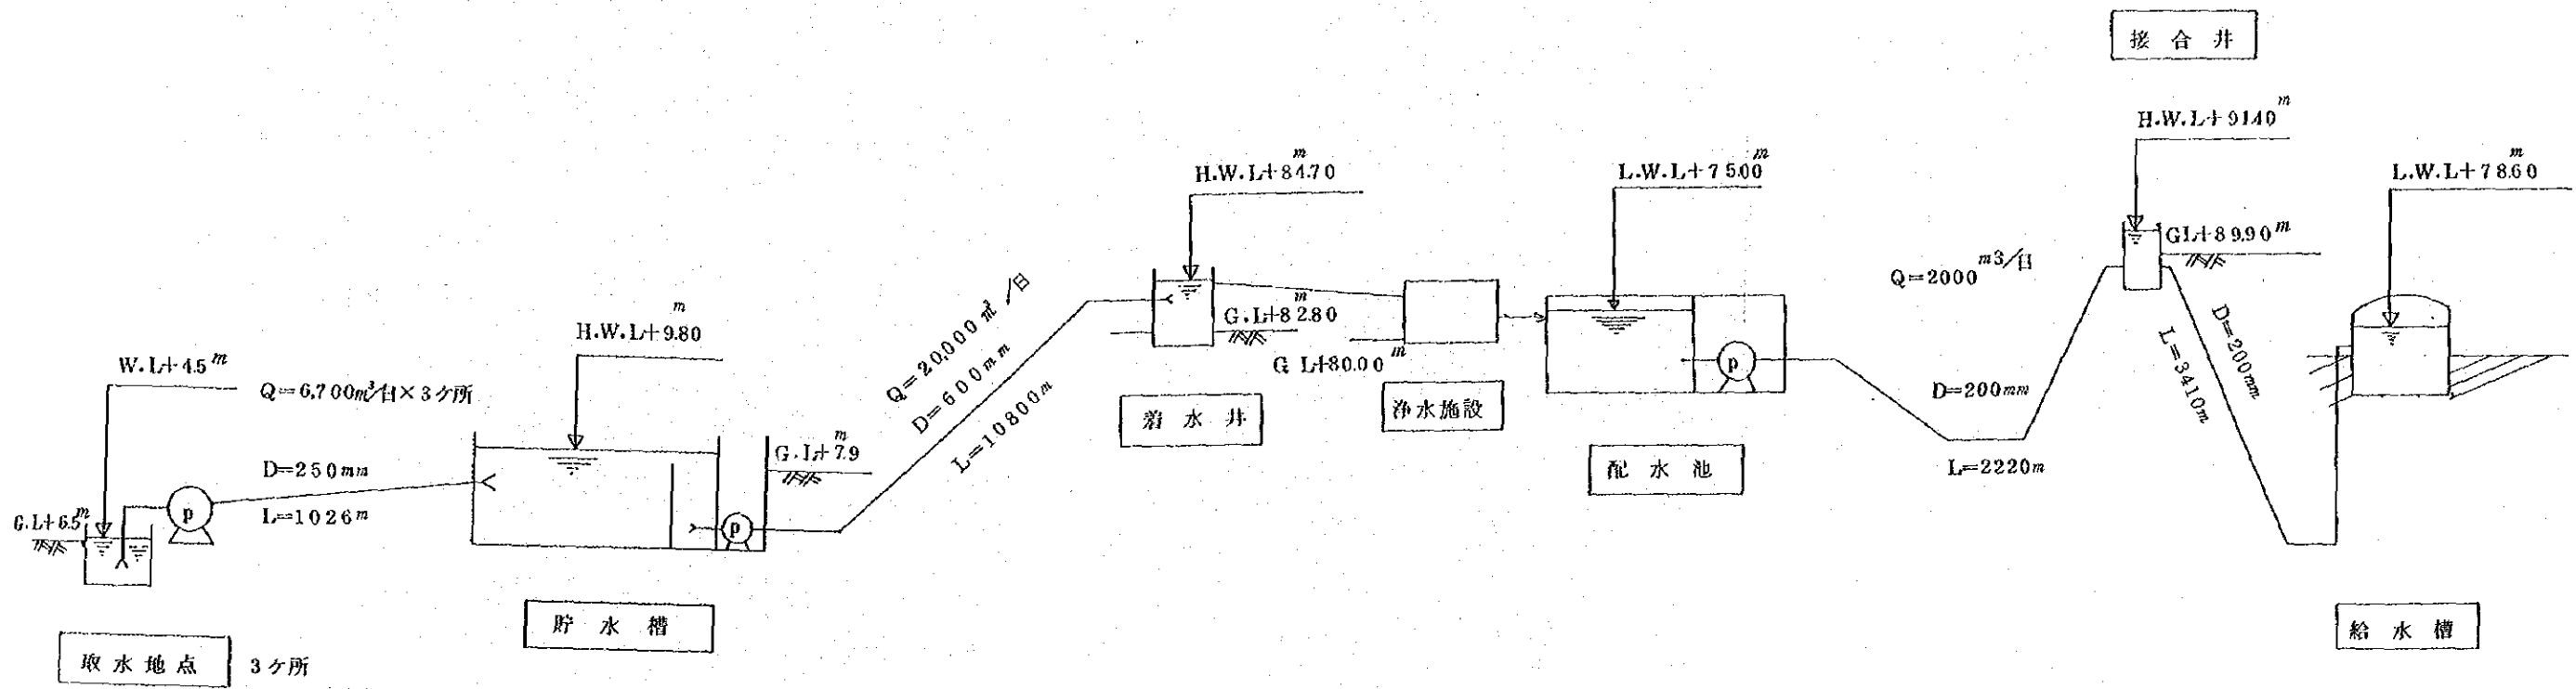 接合井
H.W.L+91.40m
H.W.L+84.70m
L.W.L+75.00m
L.W.L+78.60m
GL+89.90m
Q=2000m3/日
H.W.L+9.80m
Q=20,000㎥/日
D=600mm
L=10800m
G.L+82.80m
G L+80.00m
D=200mm
L=3410m
W.L+4.5m
Q=6,700m³/日×3ケ所
着水井
浄水施設
p
D=200mm
L=2220m
G.L+7.9m
配水池
D=250mm
L=1026m
G.L+6.5m
p
p
貯水槽
給水槽
取水地点
3ケ所